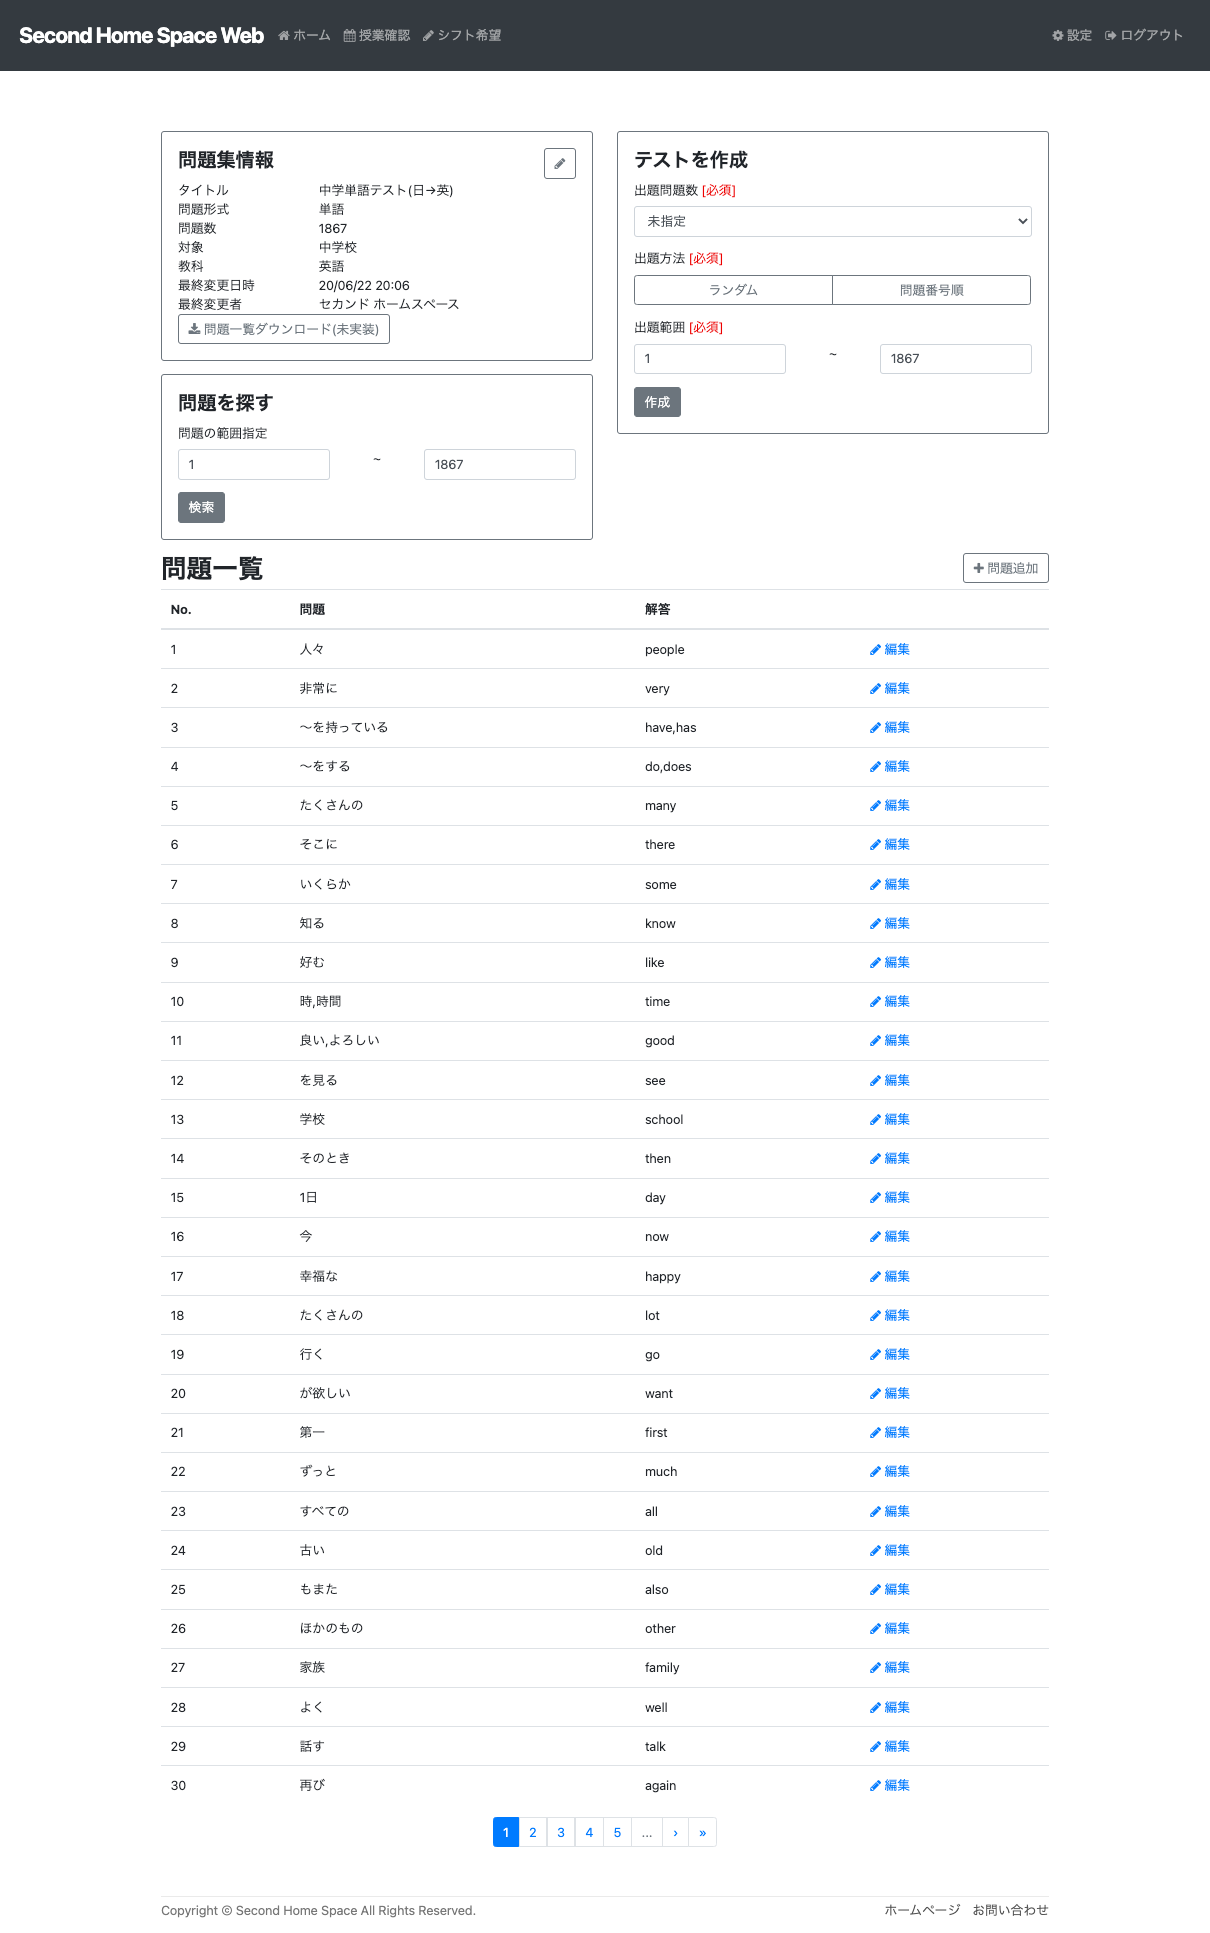 Second Home Space Web ホーム 授業確認 シフト希望 設定 ログアウト
問題集情報
タイトル 中学単語テスト(日→英)
問題形式 単語
問題数 1867
対象 中学校
教科 英語
最終変更日時 20/06/22 20:06
最終変更者 セカンド ホームスペース
問題一覧ダウンロード(未実装)
問題を探す
問題の範囲指定
1 ~ 1867
検索
テストを作成
出題問題数 [必須]
未指定
出題方法 [必須]
ランダム 問題番号順
出題範囲 [必須]
1 ~ 1867
作成
問題一覧 問題追加
No. 問題 解答
1 人々 people 編集
2 非常に very 編集
3 〜を持っている have,has 編集
4 〜をする do,does 編集
5 たくさんの many 編集
6 そこに there 編集
7 いくらか some 編集
8 知る know 編集
9 好む like 編集
10 時,時間 time 編集
11 良い,よろしい good 編集
12 を見る see 編集
13 学校 school 編集
14 そのとき then 編集
15 1日 day 編集
16 今 now 編集
17 幸福な happy 編集
18 たくさんの lot 編集
19 行く go 編集
20 が欲しい want 編集
21 第一 first 編集
22 ずっと much 編集
23 すべての all 編集
24 古い old 編集
25 もまた also 編集
26 ほかのもの other 編集
27 家族 family 編集
28 よく well 編集
29 話す talk 編集
30 再び again 編集
1 2 3 4 5 ... › »
Copyright © Second Home Space All Rights Reserved. ホームページ お問い合わせ